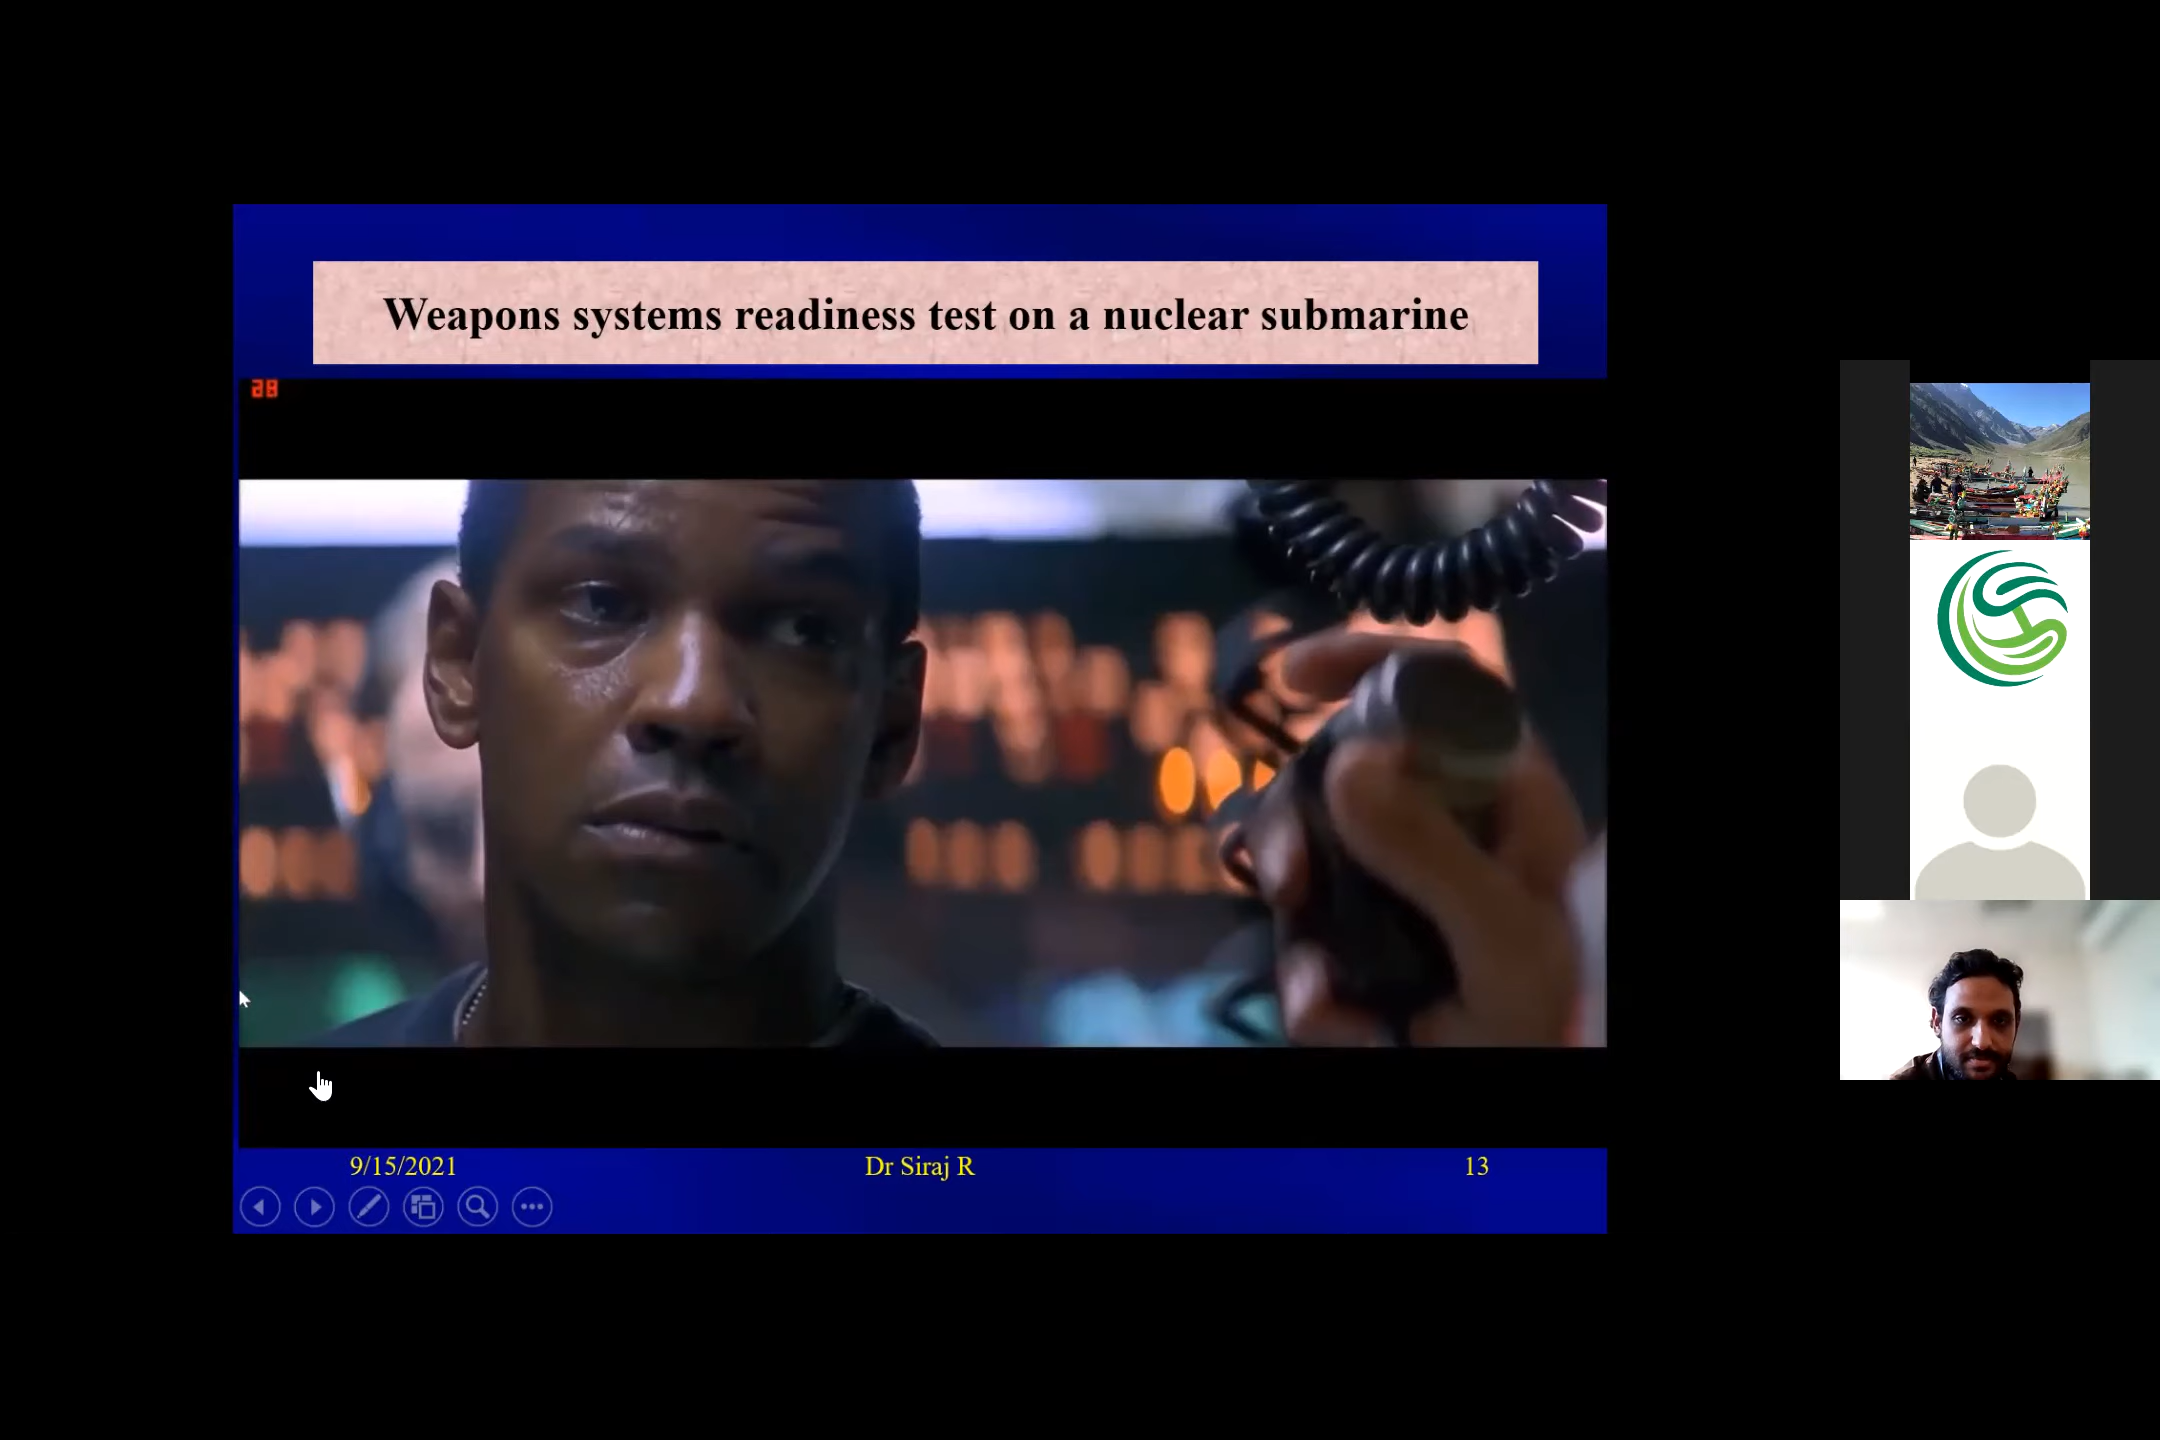 Weapons systems readiness test on a nuclear submarine
28
9/15/2021
Dr Siraj R
13